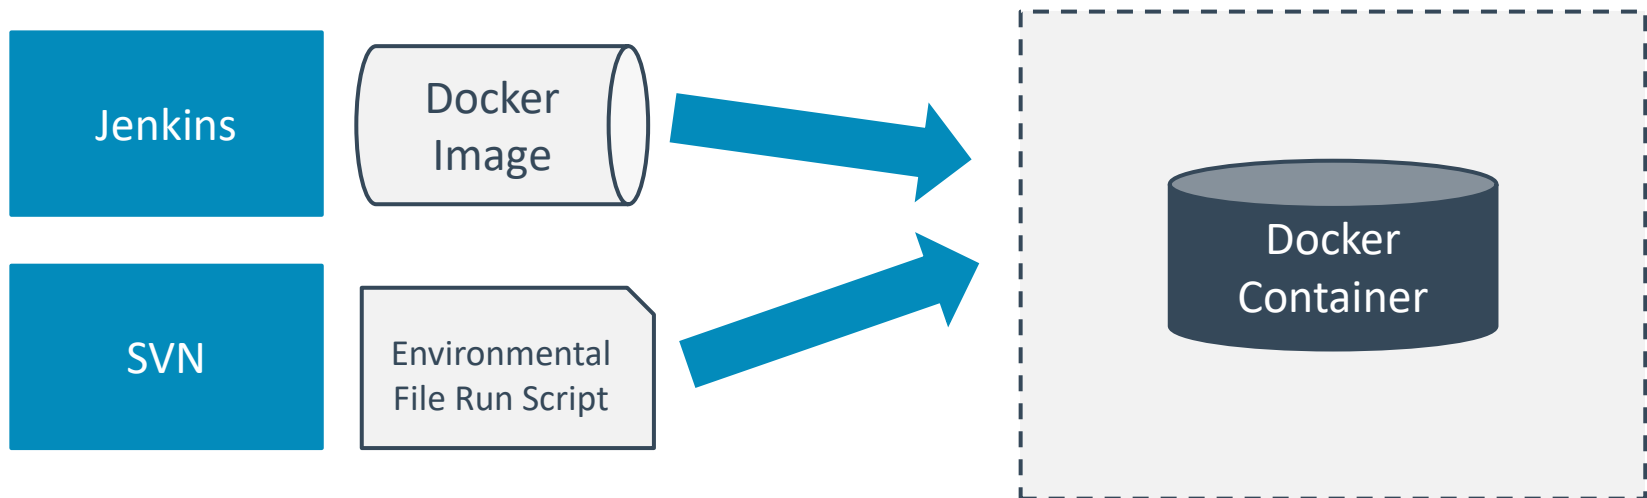 Jenkins
Docker
Image
SVN
Environmental
File Run Script
Docker
Container